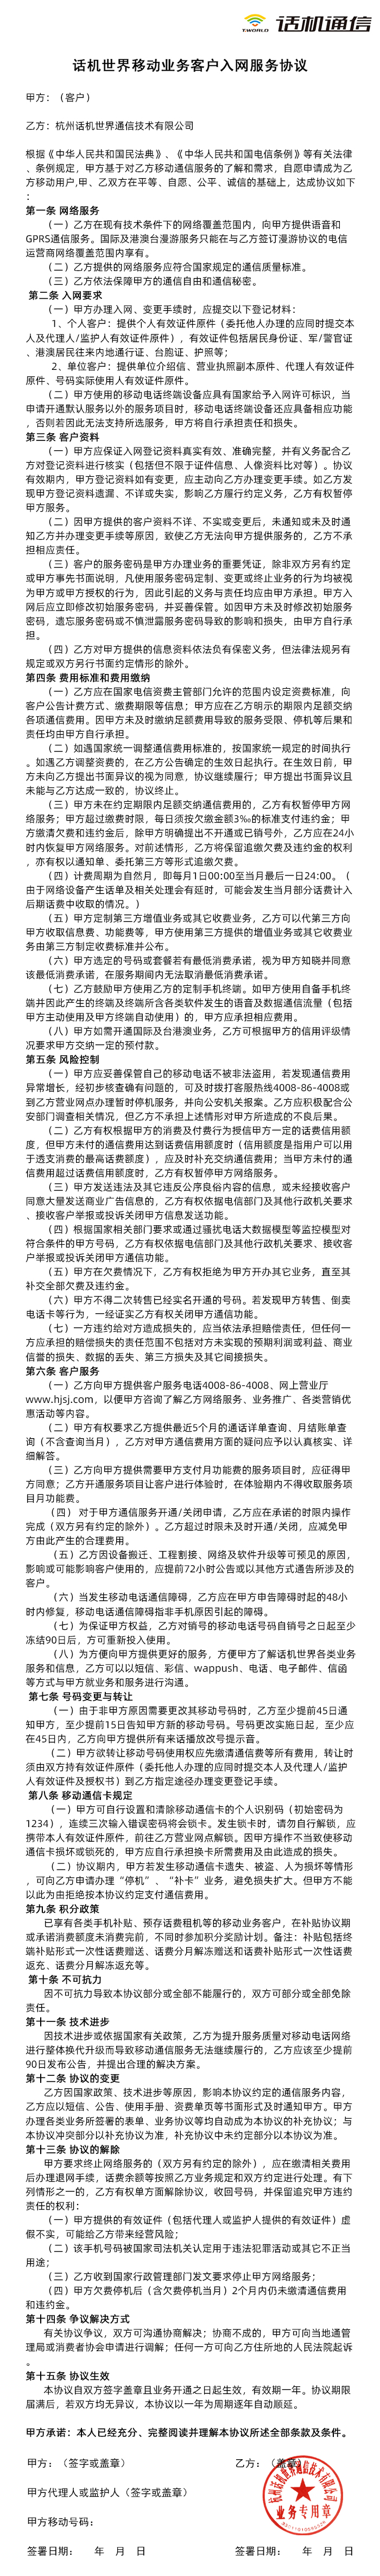 T.WORLD 话机通信
话机世界移动业务客户入网服务协议
甲方：（客户）
乙方：杭州话机世界通信技术有限公司
根据《中华人民共和国民法典》、《中华人民共和国电信条例》等有关法律
、条例规定，甲方基于对乙方移动通信服务的了解和需求，自愿申请成为乙
方移动用户,甲、乙双方在平等、自愿、公平、诚信的基础上，达成协议如下
：
第一条 网络服务
（一）乙方在现有技术条件下的网络覆盖范围内，向甲方提供语音和
GPRS通信服务。国际及港澳台漫游服务只能在与乙方签订漫游协议的电信
运营商网络覆盖范围内享有。
（二）乙方提供的网络服务应符合国家规定的通信质量标准。
（三）乙方依法保障甲方的通信自由和通信秘密。
第二条 入网要求
（一）甲方办理入网、变更手续时，应提交以下登记材料：
1、个人客户：提供个人有效证件原件（委托他人办理的应同时提交本
人及代理人/监护人有效证件原件），有效证件包括居民身份证、军/警官证
、港澳居民往来内地通行证、台胞证、护照等；
2、单位客户：提供单位介绍信、营业执照副本原件、代理人有效证件
原件、号码实际使用人有效证件原件。
（二）甲方使用的移动电话终端设备应具有国家给予入网许可标识，当
申请开通默认服务以外的服务项目时，移动电话终端设备还应具备相应功能
，否则若因此无法支持所选服务，甲方将自行承担责任和损失。
第三条 客户资料
（一）甲方应保证入网登记资料真实有效、准确完整，并有义务配合乙
方对登记资料进行核实（包括但不限于证件信息、人像资料比对等）。协议
有效期内，甲方登记资料如有变更，应主动向乙方办理变更手续。如乙方发
现甲方登记资料遗漏、不详或失实，影响乙方履行约定义务，乙方有权暂停
甲方服务。
（二）因甲方提供的客户资料不详、不实或变更后，未通知或未及时通
知乙方并办理变更手续等原因，致使乙方无法向甲方提供服务的，乙方不承
担相应责任。
（三）客户的服务密码是甲方办理业务的重要凭证，除非双方另有约定
或甲方事先书面说明，凡使用服务密码定制、变更或终止业务的行为均被视
为甲方或甲方授权的行为，因此引起的义务与责任均应由甲方承担。甲方入
网后应立即修改初始服务密码，并妥善保管。如因甲方未及时修改初始服务
密码，遗忘服务密码或不慎泄露服务密码导致的影响和损失，由甲方自行承
担。
（四）乙方对甲方提供的信息资料依法负有保密义务，但法律法规另有
规定或双方另行书面约定情形的除外。
第四条 费用标准和费用缴纳
（一）乙方应在国家电信资费主管部门允许的范围内设定资费标准，向
客户公告计费方式、缴费期限等信息；甲方应在乙方明示的期限内足额交纳
各项通信费用。因甲方未及时缴纳足额费用导致的服务受限、停机等后果和
责任均由甲方自行承担。
（二）如遇国家统一调整通信费用标准的，按国家统一规定的时间执行
。如遇乙方调整资费的，在乙方公告确定的生效日起执行。在生效日前，甲
方未向乙方提出书面异议的视为同意，协议继续履行；甲方提出书面异议且
未能与乙方达成一致的，协议终止。
（三）甲方未在约定期限内足额交纳通信费用的，乙方有权暂停甲方网
络服务；甲方超过缴费时限，每日须按欠缴金额3‰的标准支付违约金；甲
方缴清欠费和违约金后，除甲方明确提出不开通或已销号外，乙方应在24小
时内恢复甲方网络服务。对前述情形，乙方将保留追缴欠费及违约金的权利
，亦有权以通知单、委托第三方等形式追缴欠费。
（四）计费周期为自然月，即每月1日00:00至当月最后一日24:00。（
由于网络设备产生话单及相关处理会有延时，可能会发生当月部分话费计入
后期话费中收取的情况。）
（五）甲方定制第三方增值业务或其它收费业务，乙方可以代第三方向
甲方收取信息费、功能费等，甲方使用第三方提供的增值业务或其它收费业
务由第三方制定收费标准并公布。
（六）甲方选定的号码或套餐若有最低消费承诺，视为甲方知晓并同意
该最低消费承诺，在服务期间内无法取消最低消费承诺。
（七）乙方鼓励甲方使用乙方的定制手机终端。如甲方使用自备手机终
端并因此产生的终端及终端所含各类软件发生的语音及数据通信流量（包括
甲方主动使用及甲方终端自动使用）的，甲方应承担相应费用。
（八）甲方如需开通国际及台港澳业务，乙方可根据甲方的信用评级情
况要求甲方交纳一定的预付款。
第五条 风险控制
（一）甲方应妥善保管自己的移动电话不被非法盗用，若发现通信费用
异常增长，经初步核查确有问题的，可及时拨打客服热线4008-86-4008或
到乙方营业网点办理暂时停机服务，并向公安机关报案。乙方应积极配合公
安部门调查相关情况，但乙方不承担上述情形对甲方所造成的不良后果。
（二）乙方有权根据甲方的消费及付费行为授信甲方一定的话费信用额
度，但甲方未付的通信费用达到话费信用额度时（信用额度是指用户可以用
于透支消费的最高话费额度），应及时补充交纳通信费用；当甲方未付的通
信费用超过话费信用额度时，乙方有权暂停甲方网络服务。
（三）甲方发送违法及其它违反公序良俗内容的信息，或未经接收客户
同意大量发送商业广告信息的，乙方有权依据电信部门及其他行政机关要求
、接收客户举报或投诉关闭甲方信息发送功能。
（四）根据国家相关部门要求或通过骚扰电话大数据模型等监控模型对
符合条件的甲方号码，乙方有权依据电信部门及其他行政机关要求、接收客
户举报或投诉关闭甲方通信功能。
（五）甲方在欠费情况下，乙方有权拒绝为甲方开办其它业务，直至其
补交全部欠费及违约金。
（六）甲方不得二次转售已经实名开通的号码。若发现甲方转售、倒卖
电话卡等行为，一经证实乙方有权关闭甲方通信功能。
（七）一方违约给对方造成损失的，应当依法承担赔偿责任，但任何一
方应承担的赔偿损失的责任范围不包括对方未实现的预期利润或利益、商业
信誉的损失、数据的丢失、第三方损失及其它间接损失。
第六条 客户服务
（一）乙方向甲方提供客户服务电话4008-86-4008、网上营业厅
www.hjsj.com，以便甲方咨询了解乙方网络服务、业务推广、各类营销优
惠活动等内容。
（二）甲方有权要求乙方提供最近5个月的通话详单查询、月结账单查
询（不含查询当月），乙方对甲方通信费用方面的疑问应予以认真核实、详
细解答。
（三）乙方向甲方提供需要甲方支付月功能费的服务项目时，应征得甲
方同意；乙方开通服务项目让客户进行体验时，在体验期内不得收取服务项
目月功能费。
（四） 对于甲方通信服务开通/关闭申请，乙方应在承诺的时限内操作
完成（双方另有约定的除外）。乙方超过时限未及时开通/关闭，应减免甲
方由此产生的合理费用。
（五）乙方因设备搬迁、工程割接、网络及软件升级等可预见的原因，
影响或可能影响客户使用的，应提前72小时公告或以其他方式通告所涉及的
客户。
（六）当发生移动电话通信障碍，乙方应在甲方申告障碍时起的48小
时内修复，移动电话通信障碍指非手机原因引起的障碍。
（七）为保证甲方权益，乙方对销号的移动电话号码自销号之日起至少
冻结90日后，方可重新投入使用。
（八）为方便向甲方提供更好的服务，方便甲方了解话机世界各类业务
服务和信息，乙方可以以短信、彩信、wappush、电话、电子邮件、信函
等方式与甲方就业务和服务进行沟通。
第七条 号码变更与转让
（一）由于非甲方原因需要更改其移动号码时，乙方至少提前45日通
知甲方，至少提前15日告知甲方新的移动号码。号码更改实施日起，至少应
在45日内，乙方向甲方提供所有来话播放改号提示音。
（二）甲方欲转让移动号码使用权应先缴清通信费等所有费用，转让时
须由双方持有效证件原件（委托他人办理的应同时提交本人及代理人/监护
人有效证件及授权书）到乙方指定途径办理变更登记手续。
第八条 移动通信卡规定
（一）甲方可自行设置和清除移动通信卡的个人识别码（初始密码为
1234），连续三次输入错误密码将会锁卡。发生锁卡时，请勿自行解锁，应
携带本人有效证件原件，前往乙方营业网点解锁。因甲方操作不当致使移动
通信卡损坏或锁死的，甲方应自行承担换卡所需费用及由此造成的损失。
（二）协议期内，甲方若发生移动通信卡遗失、被盗、人为损坏等情形
，可向乙方申请办理“停机”、“补卡”业务，避免损失扩大。但甲方不能
以此为由拒绝按本协议约定支付通信费用。
第九条 积分政策
已享有各类手机补贴、预存话费租机等的移动业务客户，在补贴协议期
或承诺消费额度未消费完前，不同时参加积分奖励计划。备注：补贴包括终
端补贴形式一次性话费赠送、话费分月解冻赠送和话费补贴形式一次性话费
返充、话费分月解冻返充等。
第十条 不可抗力
因不可抗力导致本协议部分或全部不能履行的，双方可部分或全部免除
责任。
第十一条 技术进步
因技术进步或依据国家有关政策，乙方为提升服务质量对移动电话网络
进行整体换代升级而导致移动通信服务无法继续履行的，乙方应该至少提前
90日发布公告，并提出合理的解决方案。
第十二条 协议的变更
乙方因国家政策、技术进步等原因，影响本协议约定的通信服务内容，
乙方应以短信、公告、使用手册、资费单页等书面形式及时通知甲方。甲方
办理各类业务所签署的表单、业务协议等均自动成为本协议的补充协议；与
本协议冲突部分以补充协议为准，补充协议中未约定部分以本协议为准。
第十三条 协议的解除
甲方要求终止网络服务的（双方另有约定的除外），应在缴清相关费用
后办理退网手续，话费余额等按照乙方业务规定和双方约定进行处理。有下
列情形之一的，乙方有权单方面解除协议，收回号码，并保留追究甲方违约
责任的权利：
（一）甲方提供的有效证件（包括代理人或监护人提供的有效证件）虚
假不实，可能给乙方带来经营风险；
（二）该手机号码被国家司法机关认定用于违法犯罪活动或其它不正当
用途；
（三）乙方收到国家行政管理部门发文要求停止甲方网络服务；
（四）甲方欠费停机后（含欠费停机当月）2个月内仍未缴清通信费用
和违约金。
第十四条 争议解决方式
有关协议争议，双方可沟通协商解决；协商不成的，甲方可向当地通管
理局或消费者协会申请进行调解；任何一方可向乙方住所地的人民法院起诉
。
第十五条 协议生效
本协议自双方签字盖章且业务开通之日起生效，有效期一年。协议期限
届满后，若双方均无异议，本协议以一年为周期逐年自动顺延。
甲方承诺：本人已经充分、完整阅读并理解本协议所述全部条款及条件。
甲方：（签字或盖章） 乙方：（盖章）
杭州话机世界通信技术有限公司
业务专用章
甲方代理人或监护人（签字或盖章）
甲方移动号码：
签署日期： 年 月 日 签署日期： 年 月 日